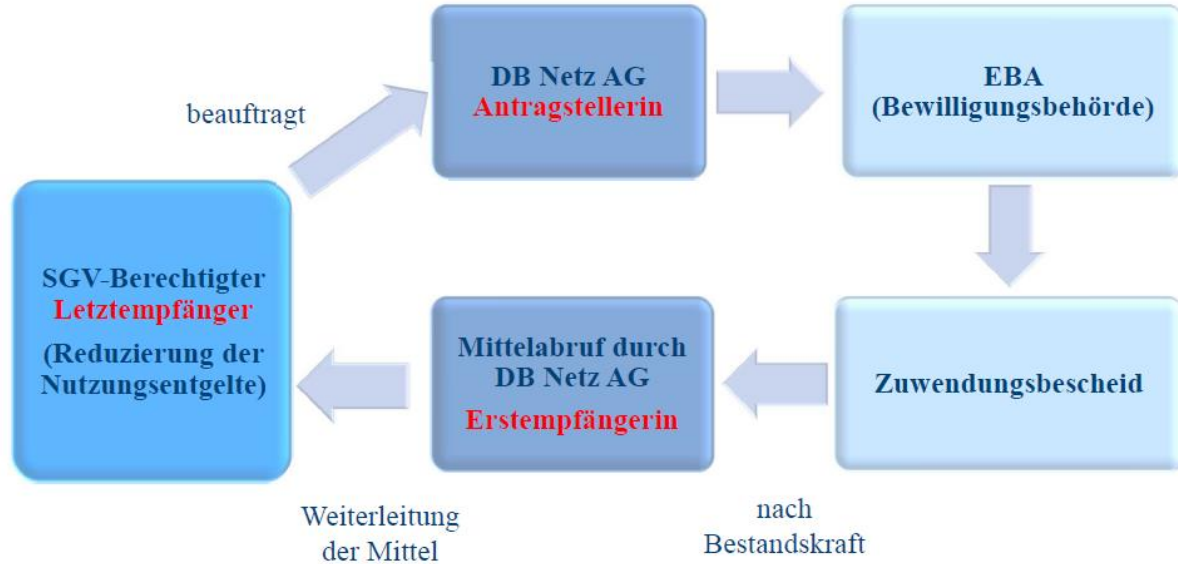 beauftragt
DB Netz AG
Antragstellerin
EBA
(Bewilligungsbehörde)
SGV-Berechtigter
Letztempfänger
(Reduzierung der
Nutzungsentgelte)
Mittelabruf durch
DB Netz AG
Erstempfängerin
Zuwendungsbescheid
Weiterleitung
der Mittel
nach
Bestandskraft